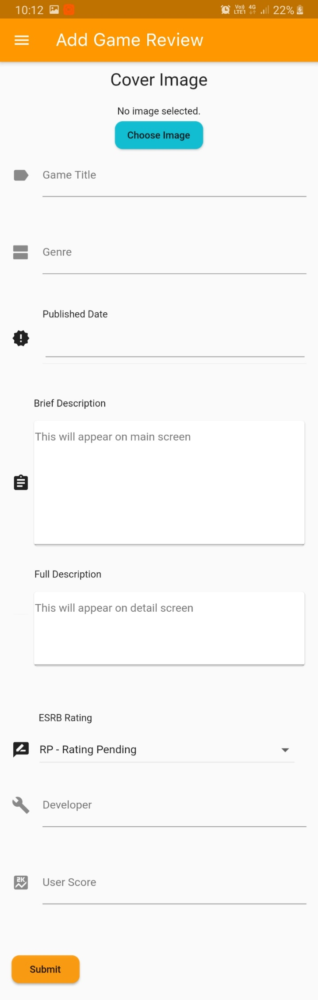 10:12 Vo)) LTE1 4G 22%
Add Game Review
Cover Image
No image selected.
Choose Image
Game Title
Genre
Published Date
Brief Description
This will appear on main screen
Full Description
This will appear on detail screen
ESRB Rating
RP - Rating Pending
Developer
2K User Score
Submit